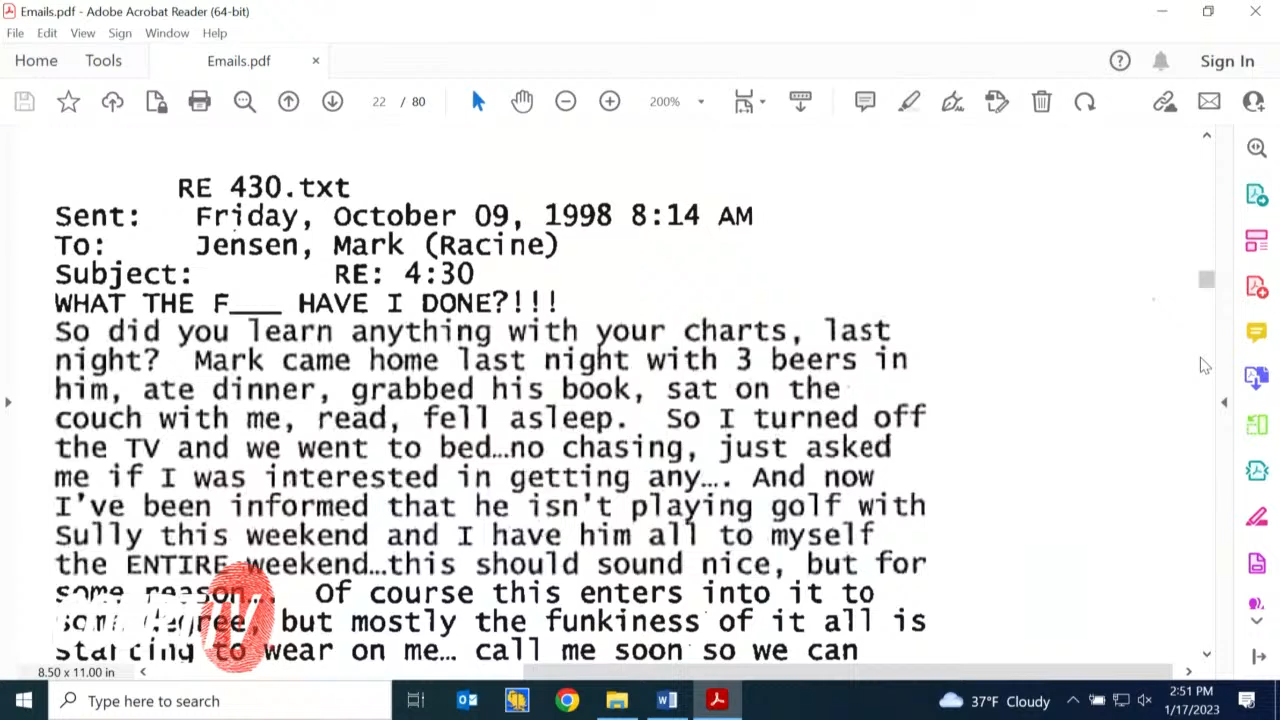 Emails.pdf - Adobe Acrobat Reader (64-bit)
File Edit View Sign Window Help
Home Tools Emails.pdf × Sign In
22 / 80 200%
RE 430.txt
Sent: Friday, October 09, 1998 8:14 AM
To: Jensen, Mark (Racine)
Subject: RE: 4:30
WHAT THE F___ HAVE I DONE?!!!
So did you learn anything with your charts, last
night? Mark came home last night with 3 beers in
him, ate dinner, grabbed his book, sat on the
couch with me, read, fell asleep. So I turned off
the TV and we went to bed…no chasing, just asked
me if I was interested in getting any…. And now
I've been informed that he isn't playing golf with
Sully this weekend and I have him all to myself
the ENTIRE weekend…this should sound nice, but for
some reason…. Of course this enters into it to
some degree, but mostly the funkiness of it all is
starting to wear on me… call me soon so we can
8.50 x 11.00 in
Type here to search
37°F Cloudy
2:51 PM
1/17/2023